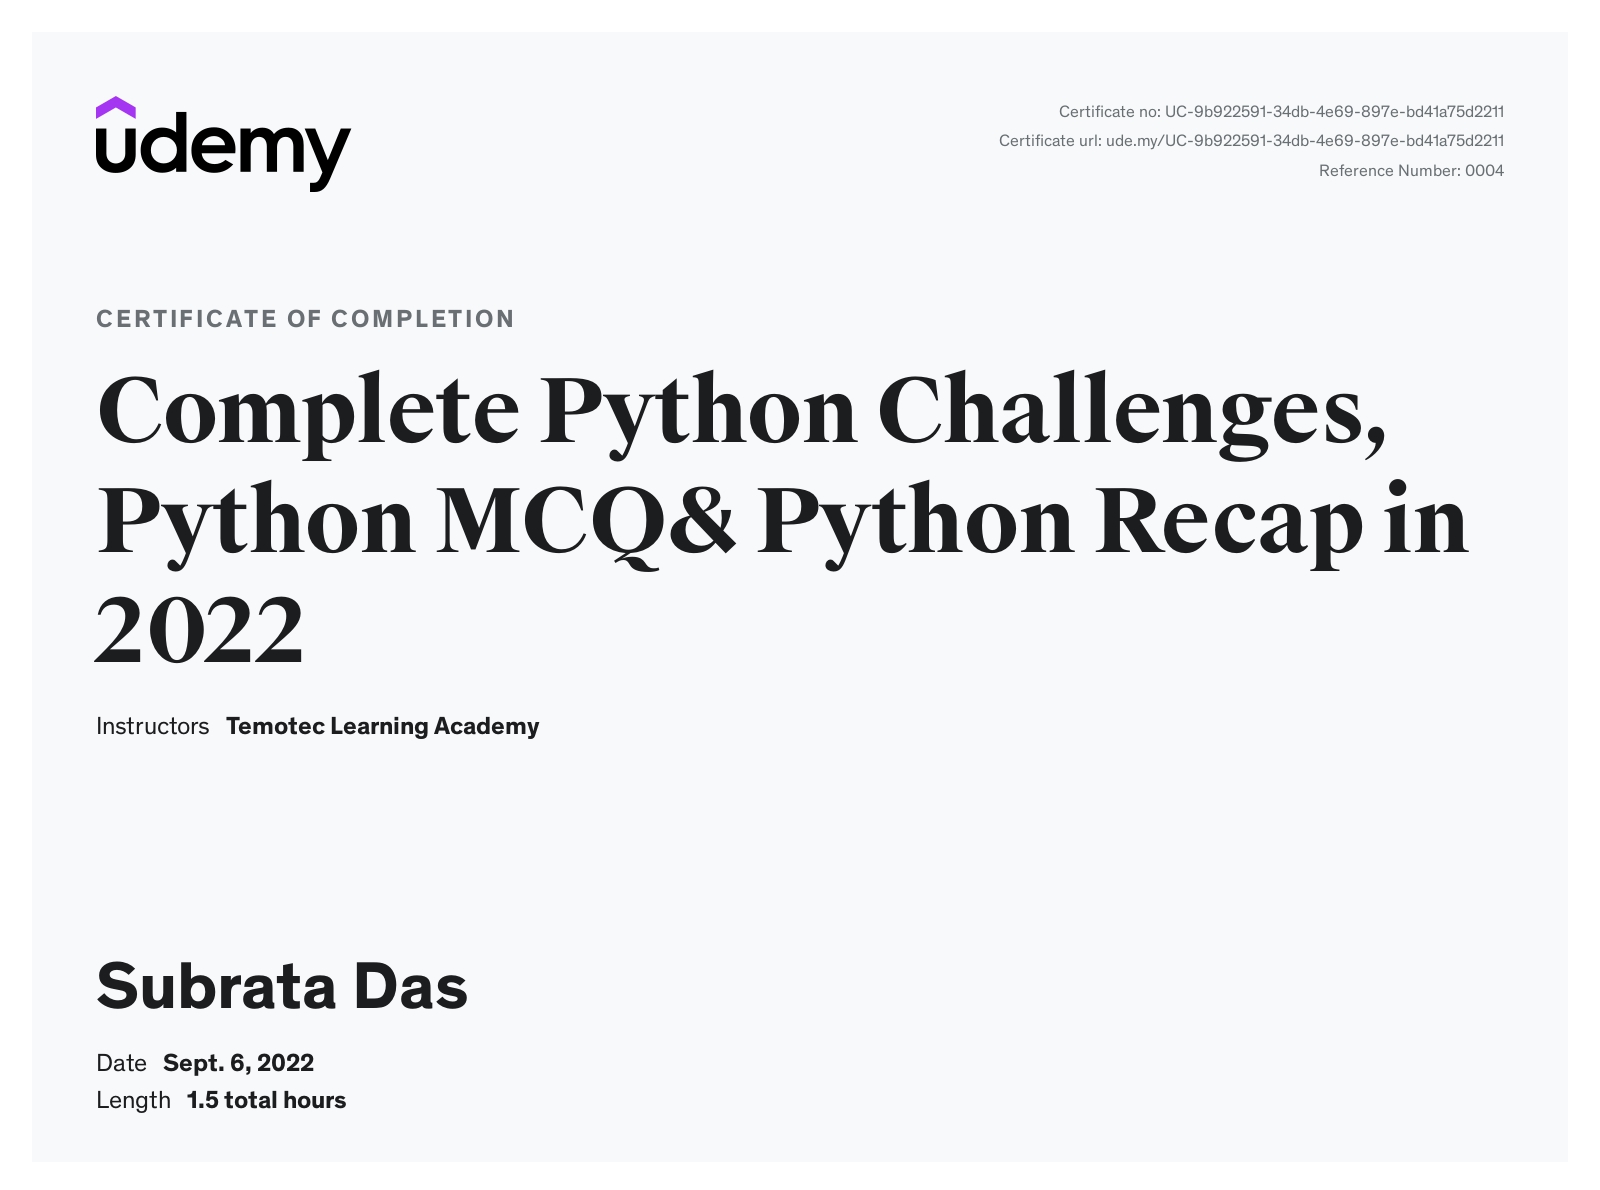 udemy
Certificate no: UC-9b922591-34db-4e69-897e-bd41a75d2211
Certificate url: ude.my/UC-9b922591-34db-4e69-897e-bd41a75d2211
Reference Number: 0004
CERTIFICATE OF COMPLETION
Complete Python Challenges,
Python MCQ& Python Recap in
2022
Instructors Temotec Learning Academy
Subrata Das
Date Sept. 6, 2022
Length 1.5 total hours